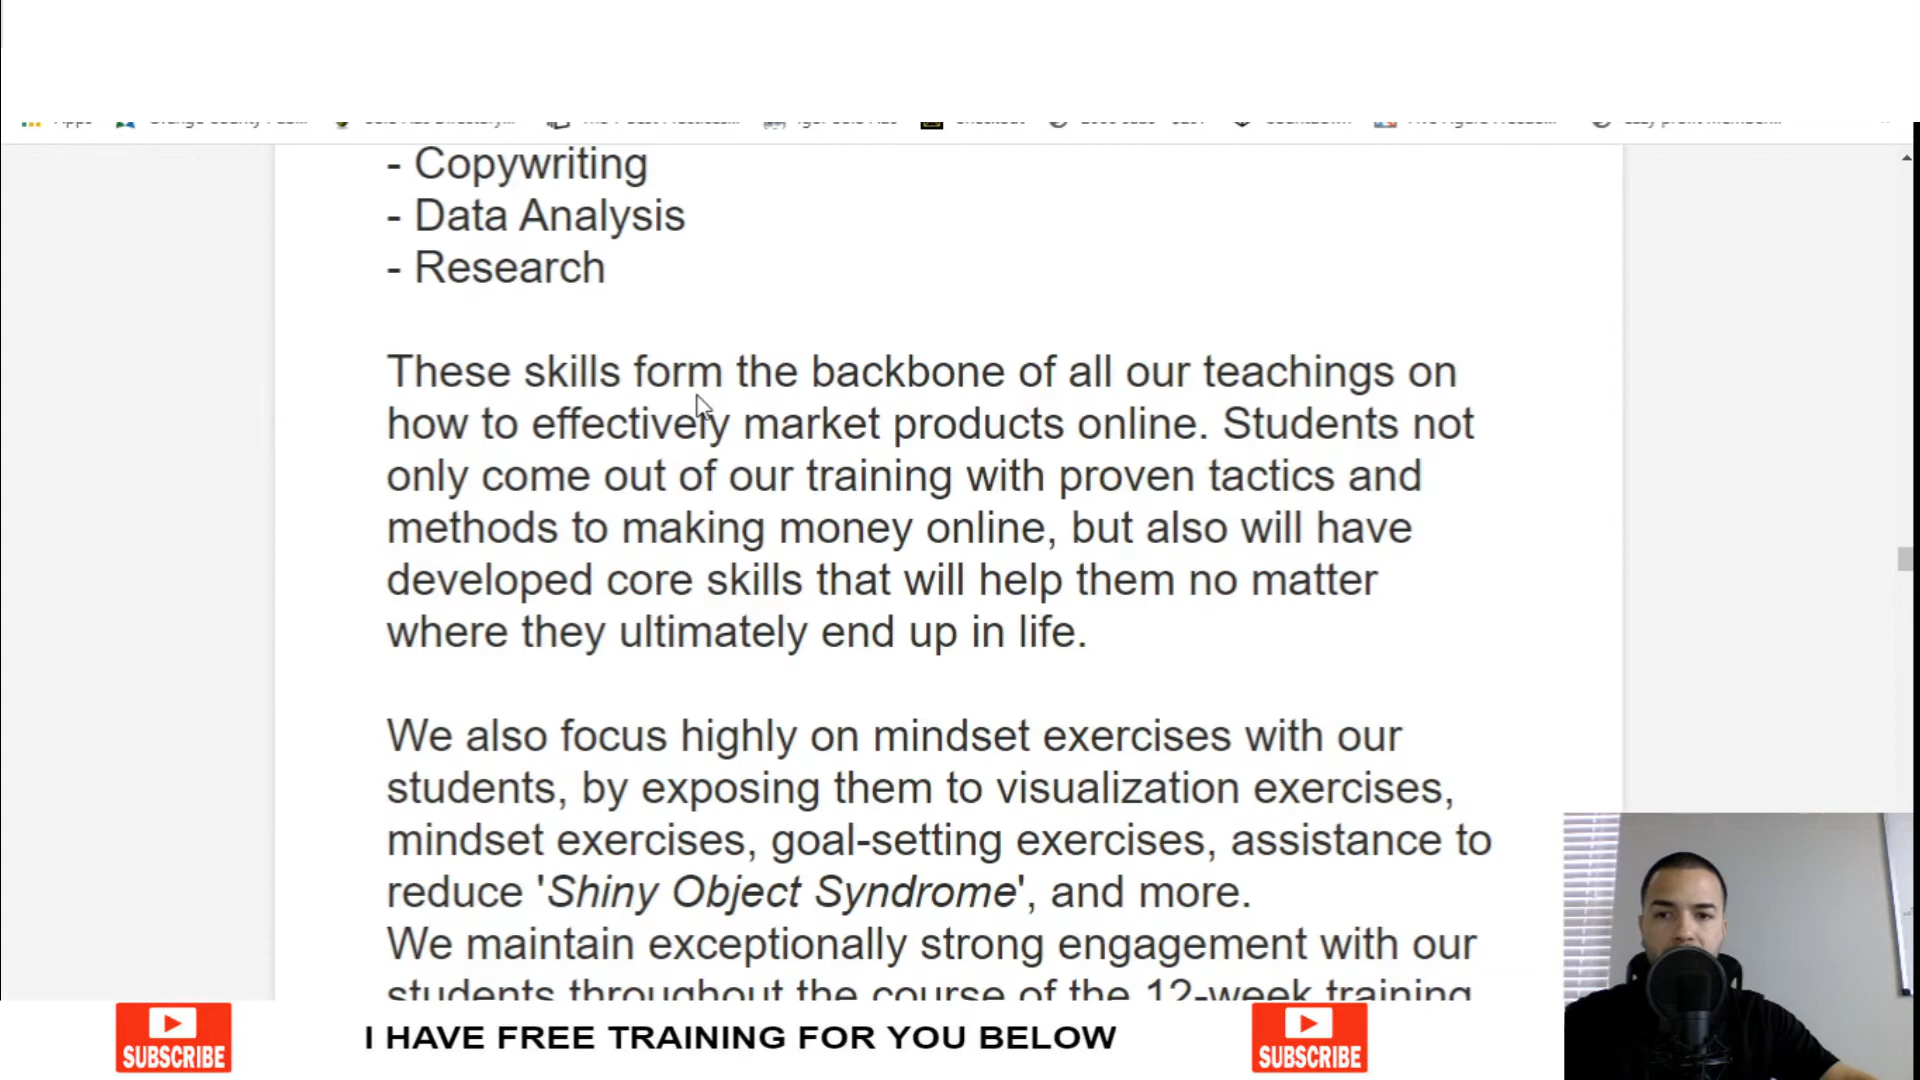 - Copywriting
- Data Analysis
- Research
These skills form the backbone of all our teachings on
how to effectively market products online. Students not
only come out of our training with proven tactics and
methods to making money online, but also will have
developed core skills that will help them no matter
where they ultimately end up in life.
We also focus highly on mindset exercises with our
students, by exposing them to visualization exercises,
mindset exercises, goal-setting exercises, assistance to
reduce 'Shiny Object Syndrome', and more.
We maintain exceptionally strong engagement with our
students throughout the course of the 12-week training
SUBSCRIBE
I HAVE FREE TRAINING FOR YOU BELOW
SUBSCRIBE